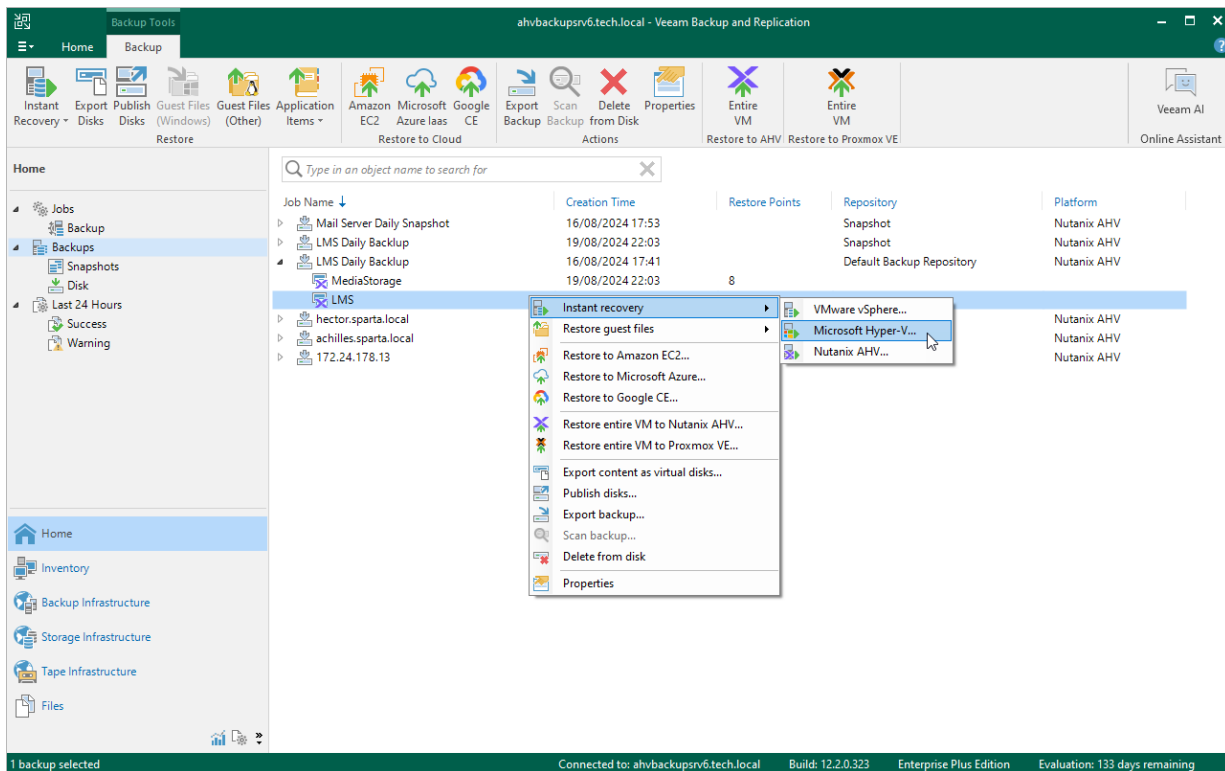 Backup Tools
ahvbackupsrv6.tech.local - Veeam Backup and Replication
Home Backup
Instant Recovery
Export Disks
Publish Disks
Guest Files (Windows)
Guest Files (Other)
Application Items
Amazon EC2
Microsoft Azure Iaas
Google CE
Export Backup
Scan Backup
Delete from Disk
Properties
Entire VM
Entire VM
Veeam AI
Restore
Restore to Cloud
Actions
Restore to AHV
Restore to Proxmox VE
Online Assistant
Home
Jobs
Backup
Backups
Snapshots
Disk
Last 24 Hours
Success
Warning
Type in an object name to search for
Job Name Creation Time Restore Points Repository Platform
Mail Server Daily Snapshot 16/08/2024 17:53 Snapshot Nutanix AHV
LMS Daily Backlup 19/08/2024 22:03 Snapshot Nutanix AHV
LMS Daily Backlup 16/08/2024 17:41 Default Backup Repository Nutanix AHV
MediaStorage 19/08/2024 22:03 8
LMS
hector.sparta.local Nutanix AHV
achilles.sparta.local Nutanix AHV
172.24.178.13 Nutanix AHV
Instant recovery
Restore guest files
Restore to Amazon EC2...
Restore to Microsoft Azure...
Restore to Google CE...
Restore entire VM to Nutanix AHV...
Restore entire VM to Proxmox VE...
Export content as virtual disks...
Publish disks...
Export backup...
Scan backup...
Delete from disk
Properties
VMware vSphere...
Microsoft Hyper-V...
Nutanix AHV...
Home
Inventory
Backup Infrastructure
Storage Infrastructure
Tape Infrastructure
Files
1 backup selected
Connected to: ahvbackupsrv6.tech.local Build: 12.2.0.323 Enterprise Plus Edition Evaluation: 133 days remaining